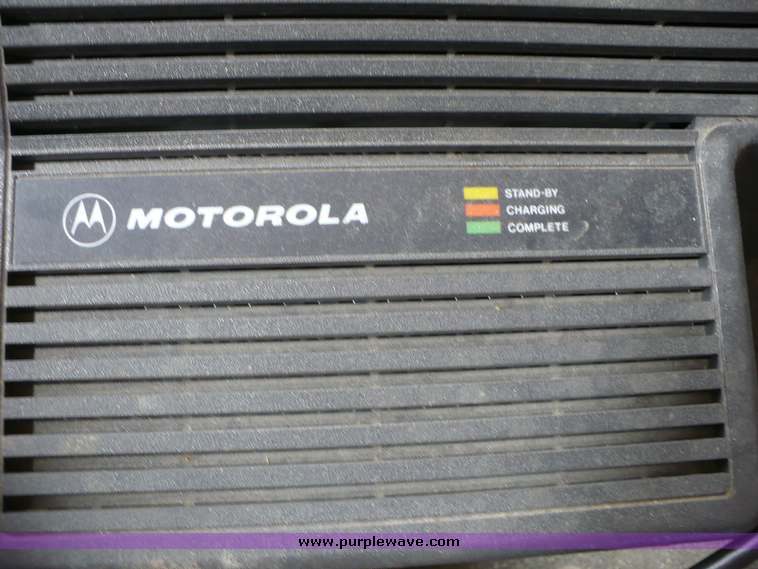 MOTOROLA
STAND-BY
CHARGING
COMPLETE
www.purplewave.com